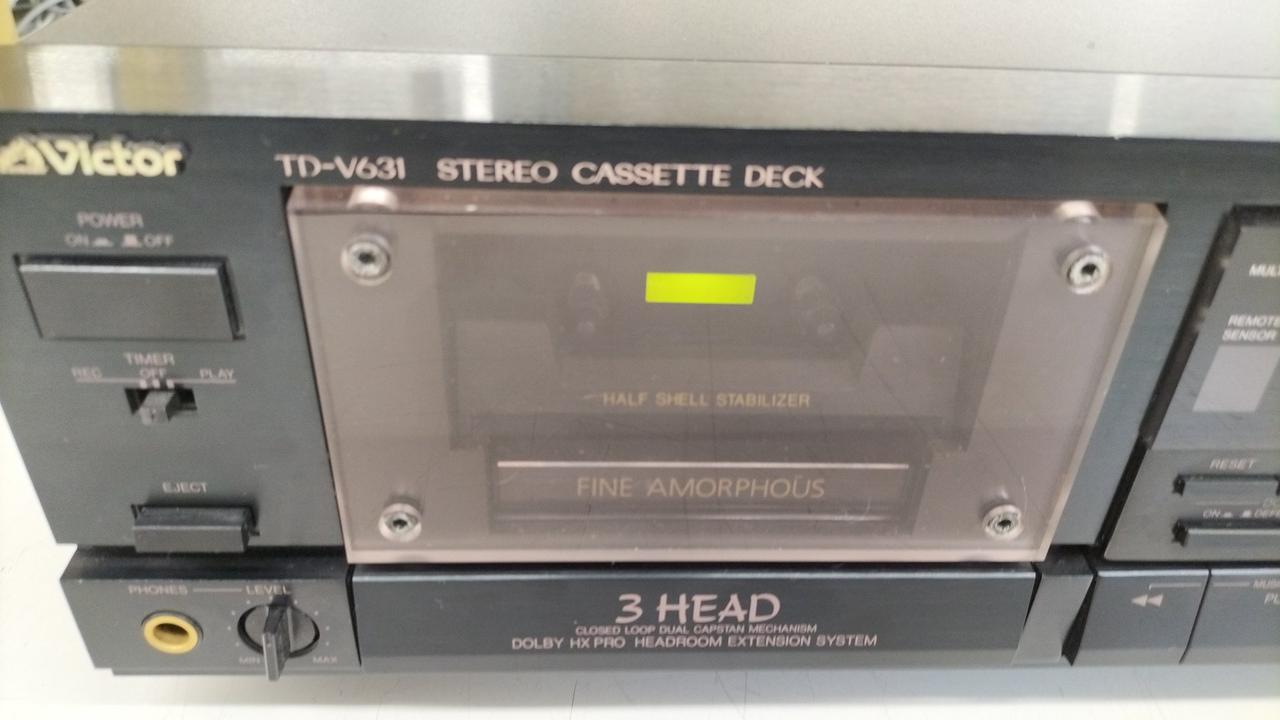 Victor
TD-V631 STEREO CASSETTE DECK
POWER
ON OFF
TIMER
REC OFF PLAY
EJECT
PHONES LEVEL
MIN MAX
HALF SHELL STABILIZER
FINE AMORPHOUS
3 HEAD
CLOSED LOOP DUAL CAPSTAN MECHANISM
DOLBY HX PRO HEADROOM EXTENSION SYSTEM
REMOTE
SENSOR
RESET
ON